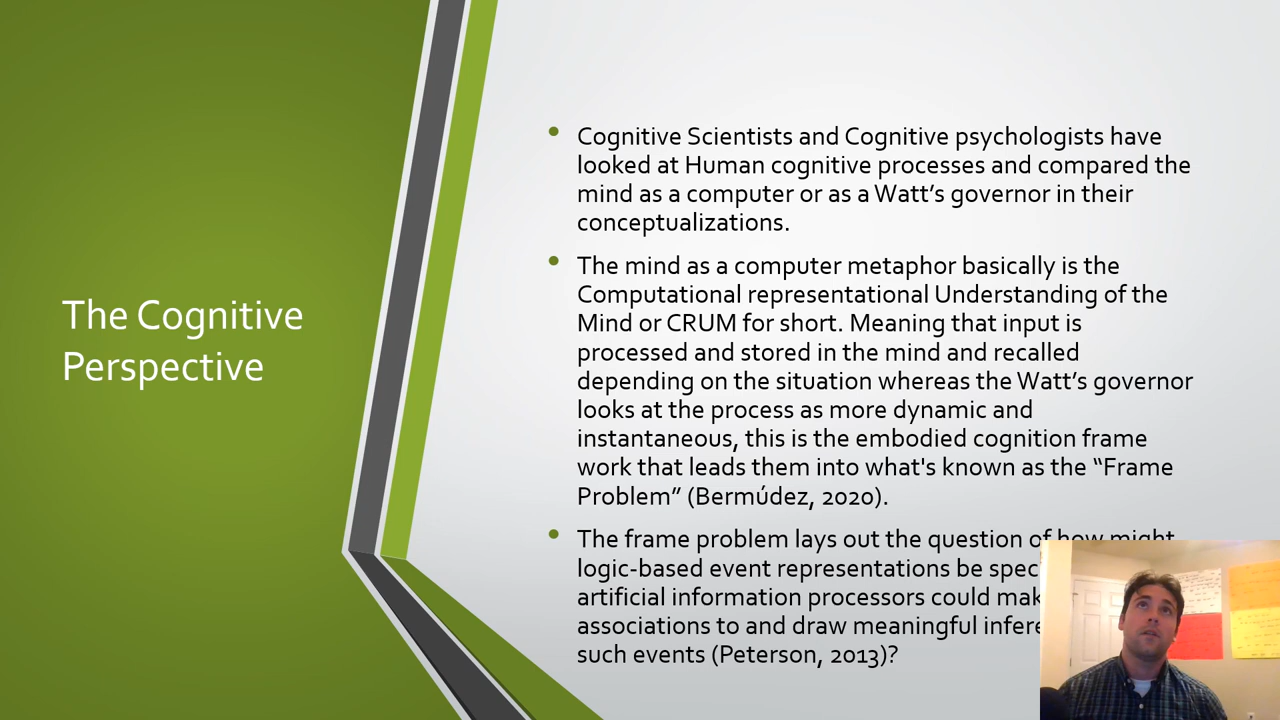 The Cognitive
Perspective
• Cognitive Scientists and Cognitive psychologists have
looked at Human cognitive processes and compared the
mind as a computer or as a Watt’s governor in their
conceptualizations.
• The mind as a computer metaphor basically is the
Computational representational Understanding of the
Mind or CRUM for short. Meaning that input is
processed and stored in the mind and recalled
depending on the situation whereas the Watt’s governor
looks at the process as more dynamic and
instantaneous, this is the embodied cognition frame
work that leads them into what's known as the “Frame
Problem” (Bermúdez, 2020).
• The frame problem lays out the question of how might
logic-based event representations be
artificial information processors could
associations to and draw meaningful
such events (Peterson, 2013)?